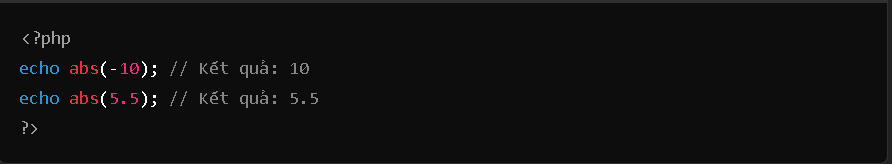 <?php
echo abs(-10); // Kết quả: 10
echo abs(5.5); // Kết quả: 5.5
?>